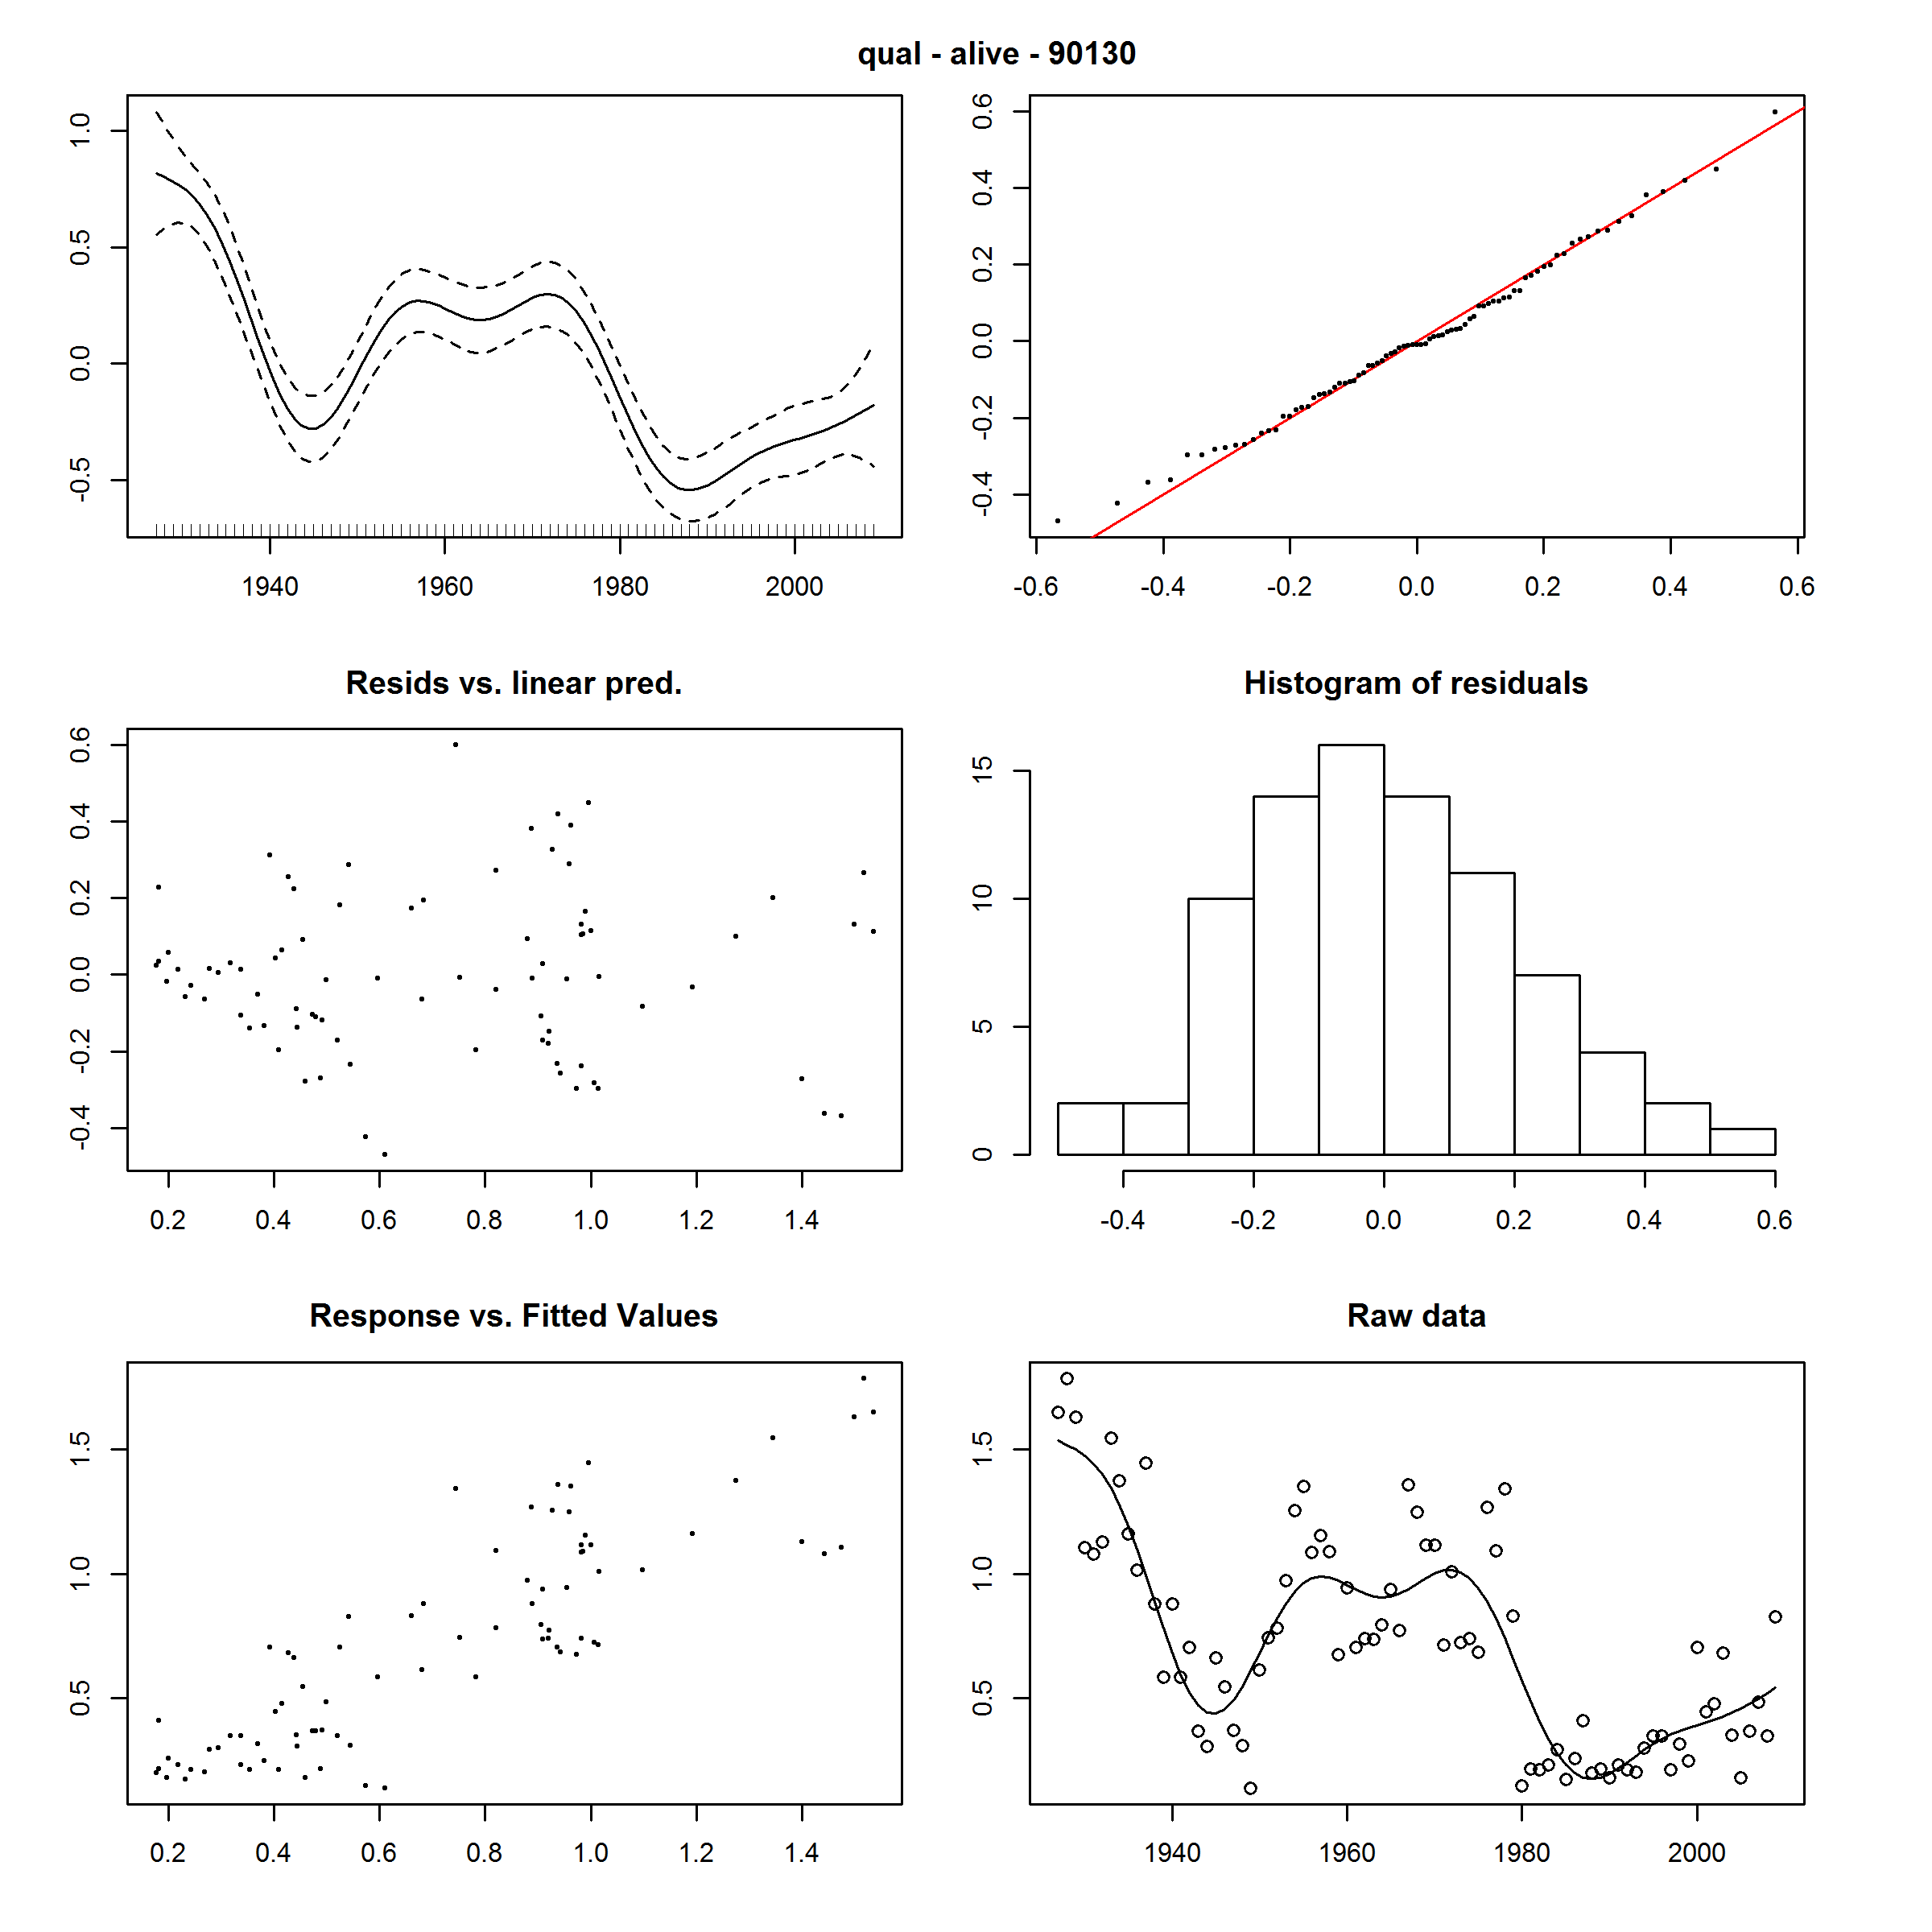 qual - alive - 90130
1.0
0.5
0.0
-0.5
1940 1960 1980 2000
0.6
0.4
0.2
0.0
-0.2
-0.4
-0.6 -0.4 -0.2 0.0 0.2 0.4 0.6
Resids vs. linear pred.
0.6
0.4
0.2
0.0
-0.2
-0.4
0.2 0.4 0.6 0.8 1.0 1.2 1.4
Histogram of residuals
15
10
5
0
-0.4 -0.2 0.0 0.2 0.4 0.6
Response vs. Fitted Values
1.5
1.0
0.5
0.2 0.4 0.6 0.8 1.0 1.2 1.4
Raw data
1.5
1.0
0.5
1940 1960 1980 2000